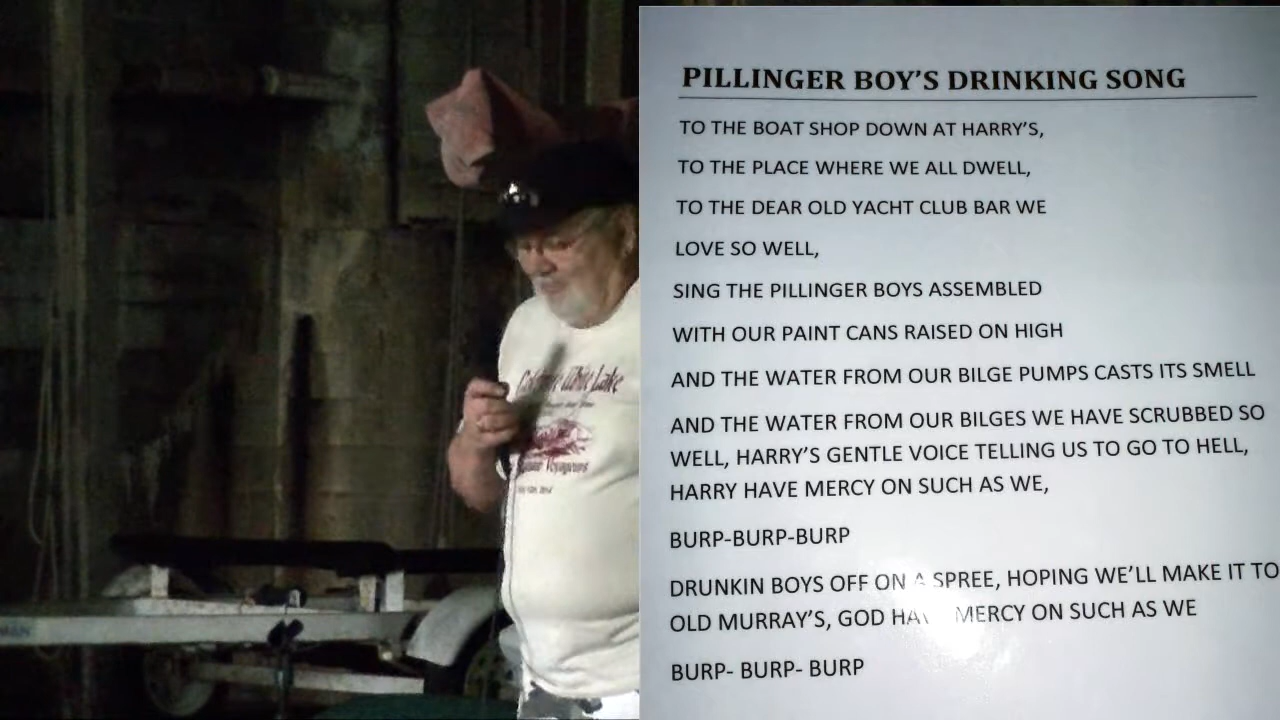 PILLINGER BOY'S DRINKING SONG
TO THE BOAT SHOP DOWN AT HARRY'S,
TO THE PLACE WHERE WE ALL DWELL,
TO THE DEAR OLD YACHT CLUB BAR WE
LOVE SO WELL,
SING THE PILLINGER BOYS ASSEMBLED
WITH OUR PAINT CANS RAISED ON HIGH
AND THE WATER FROM OUR BILGE PUMPS CASTS ITS SMELL
AND THE WATER FROM OUR BILGES WE HAVE SCRUBBED SO
WELL, HARRY'S GENTLE VOICE TELLING US TO GO TO HELL,
HARRY HAVE MERCY ON SUCH AS WE,
BURP-BURP-BURP
DRUNKIN BOYS OFF ON A SPREE, HOPING WE'LL MAKE IT TO
OLD MURRAY'S, GOD HAVE MERCY ON SUCH AS WE
BURP- BURP- BURP
Lake
Voyageurs